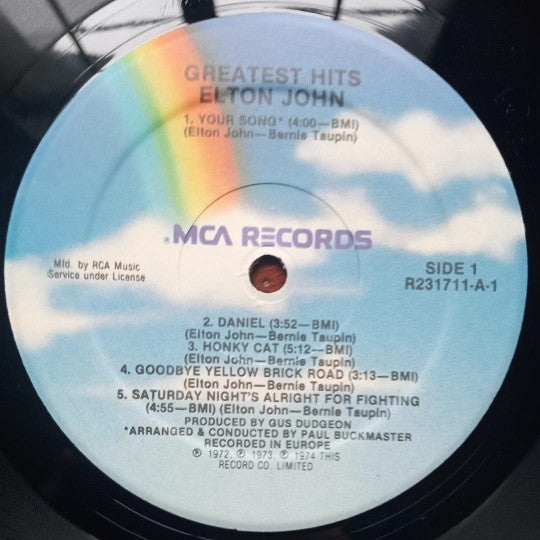 GREATEST HITS
ELTON JOHN
1. YOUR SONG* (4:00—BMI)
(Elton John—Bernie Taupin)
MCA RECORDS
Mfd. by RCA Music
Service under License
SIDE 1
R231711-A-1
2. DANIEL (3:52—BMI)
(Elton John—Bernie Taupin)
3. HONKY CAT (5:12—BMI)
(Elton John—Bernie Taupin)
4. GOODBYE YELLOW BRICK ROAD (3:13—BMI)
(Elton John—Bernie Taupin)
5. SATURDAY NIGHT'S ALRIGHT FOR FIGHTING
(4:55—BMI) (Elton John—Bernie Taupin)
PRODUCED BY GUS DUDGEON
*ARRANGED & CONDUCTED BY PAUL BUCKMASTER
RECORDED IN EUROPE
℗ 1972, ℗ 1973, ℗ 1974 THIS
RECORD CO. LIMITED